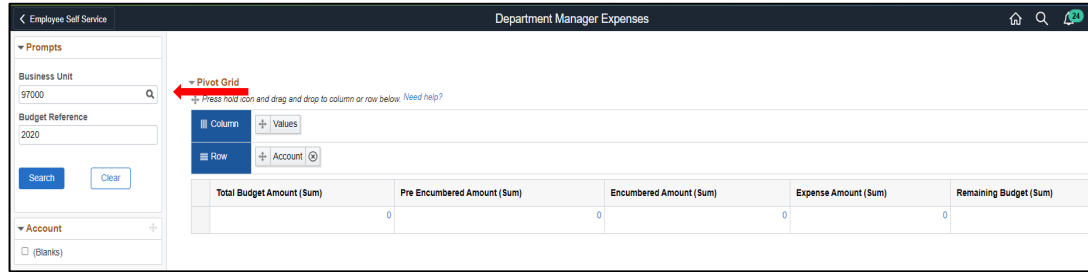 Employee Self Service
Department Manager Expenses
24
Prompts
Business Unit
97000
Budget Reference
2020
Search Clear
Account
(Blanks)
Pivot Grid
Press hold icon and drag and drop to column or row below. Need help?
Column Values
Row Account
Total Budget Amount (Sum) Pre Encumbered Amount (Sum) Encumbered Amount (Sum) Expense Amount (Sum) Remaining Budget (Sum)
0 0 0 0